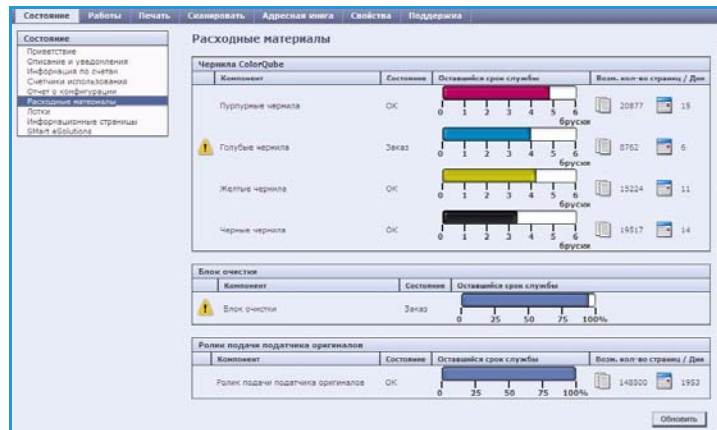 Состояние Работы Печать Сканировать Адресная книга Свойства Поддержка
Состояние
Приветствие
Описание и уведомления
Информация по счетам
Счетчики использования
Отчет о конфигурации
Расходные материалы
Лотки
Информационные страницы
SMart eSolutions
Расходные материалы
Чернила ColorQube
Компонент Состояние Оставшийся срок службы Возм. кол-во страниц / Дни
Пурпурные чернила OK 20877 15
0 1 2 3 4 5 6
бруски
Голубые чернила Заказ 8762 6
0 1 2 3 4 5 6
бруски
Желтые чернила OK 15224 11
0 1 2 3 4 5 6
бруски
Черные чернила OK 19517 14
0 1 2 3 4 5 6
бруски
Блок очистки
Компонент Состояние Оставшийся срок службы
Блок очистки Заказ
0 25 50 75 100%
Ролик подачи податчика оригиналов
Компонент Состояние Оставшийся срок службы Возм. кол-во страниц / Дни
Ролик подачи податчика оригиналов OK 148500 1953
0 25 50 75 100%
Обновить